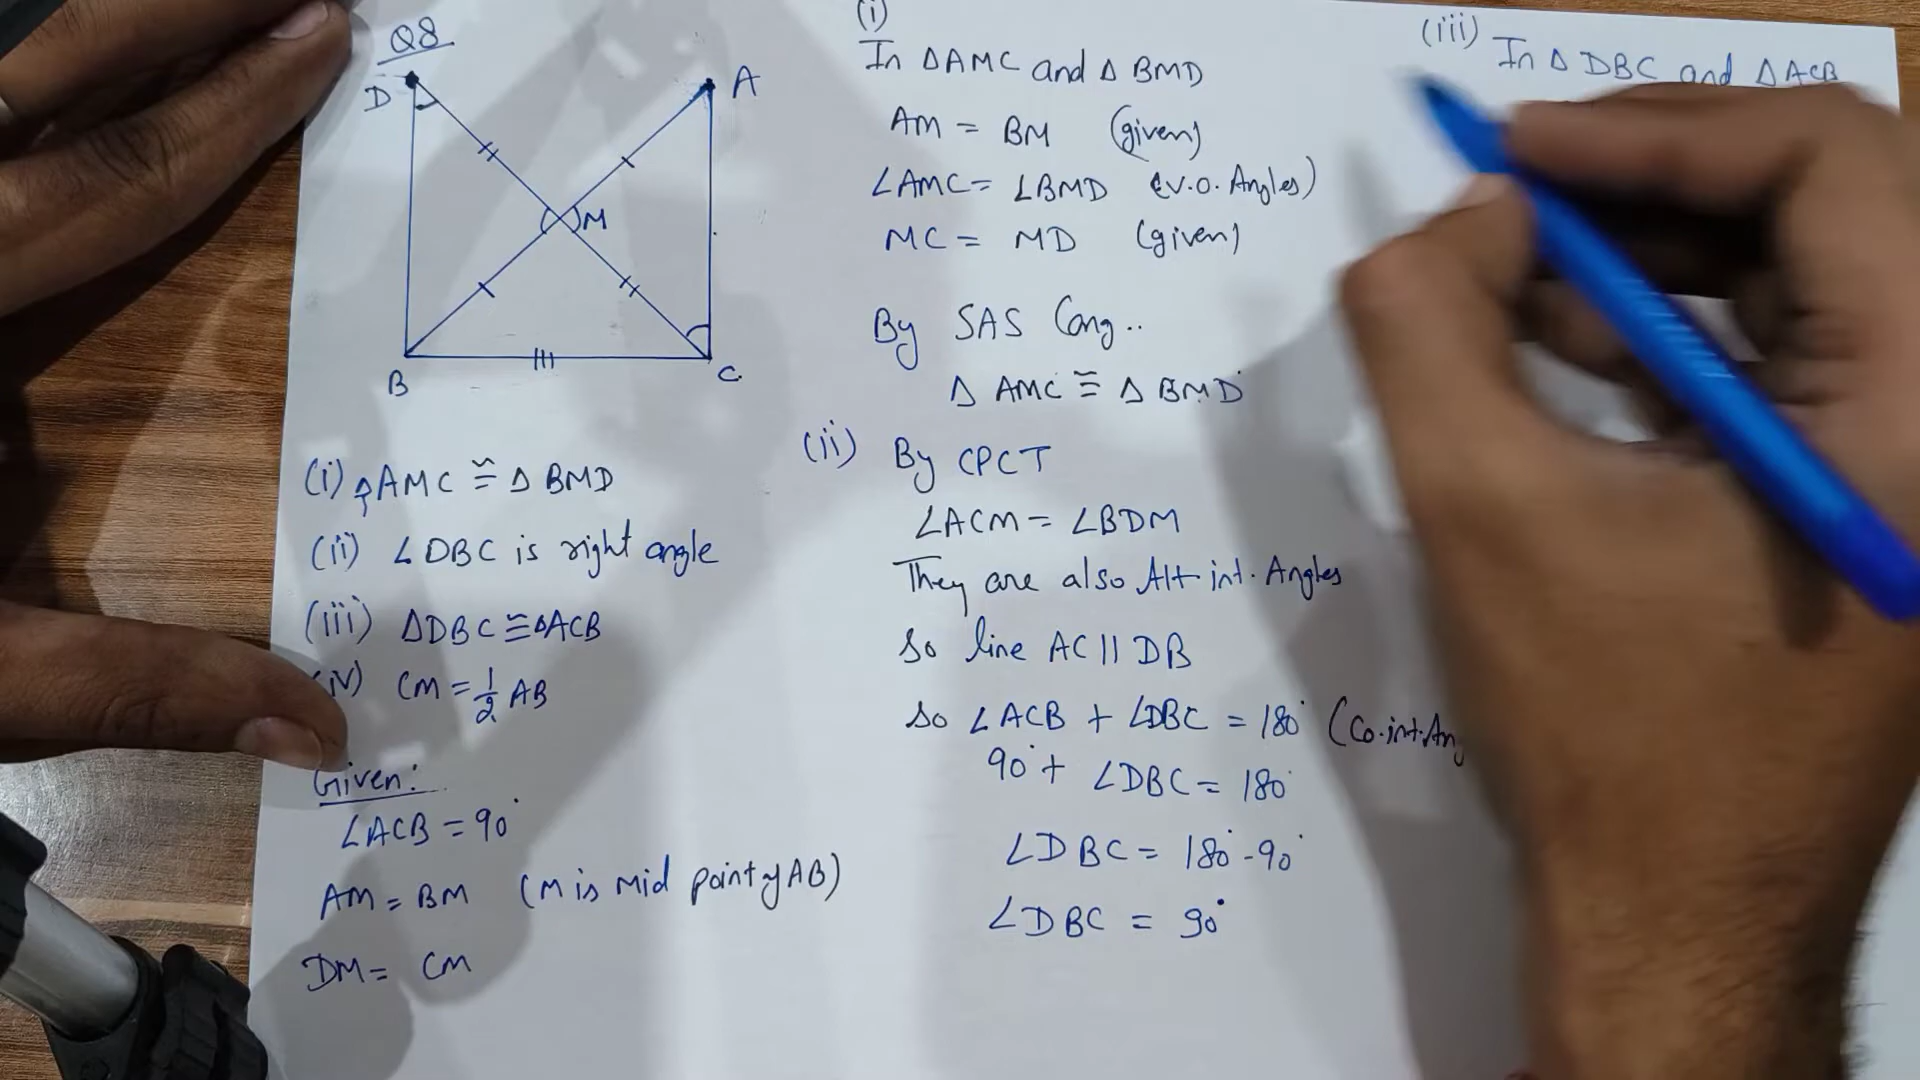 Q8
D
A
M
B
C
(i) ΔAMC ≅ Δ BMD
(ii) ∠DBC is right angle
(iii) ΔDBC ≅ ΔACB
(iv) CM = 1/2 AB
Given:
∠ACB = 90°
AM = BM (M is mid point of AB)
DM = CM
(i)
In ΔAMC and Δ BMD
AM = BM (given)
∠AMC = ∠BMD (v.o. Angles)
MC = MD (given)
By SAS Cong..
Δ AMC ≅ Δ BMD
(ii) By CPCT
∠ACM = ∠BDM
They are also Alt int. Angles
So line AC || DB
So ∠ACB + ∠DBC = 180° (Co-int. Ang
90° + ∠DBC = 180°
∠DBC = 180° - 90°
∠DBC = 90°
(iii) In Δ DBC and ΔACB